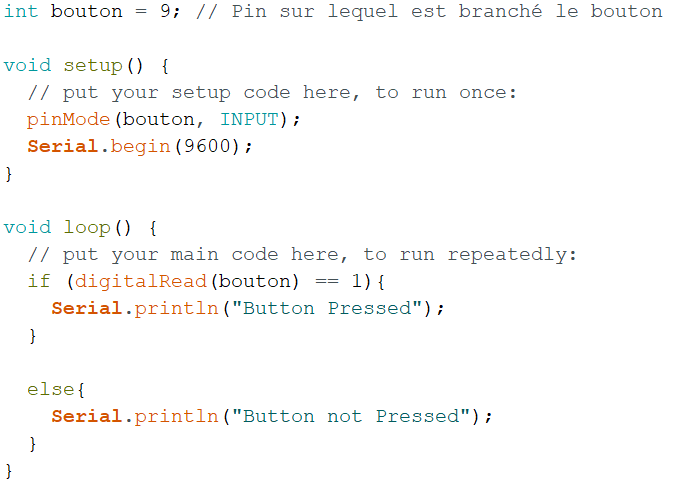 int bouton = 9; // Pin sur lequel est branché le bouton
void setup() {
// put your setup code here, to run once:
pinMode(bouton, INPUT);
Serial.begin(9600);
}
void loop() {
// put your main code here, to run repeatedly:
if (digitalRead(bouton) == 1){
Serial.println("Button Pressed");
}
else{
Serial.println("Button not Pressed");
}
}